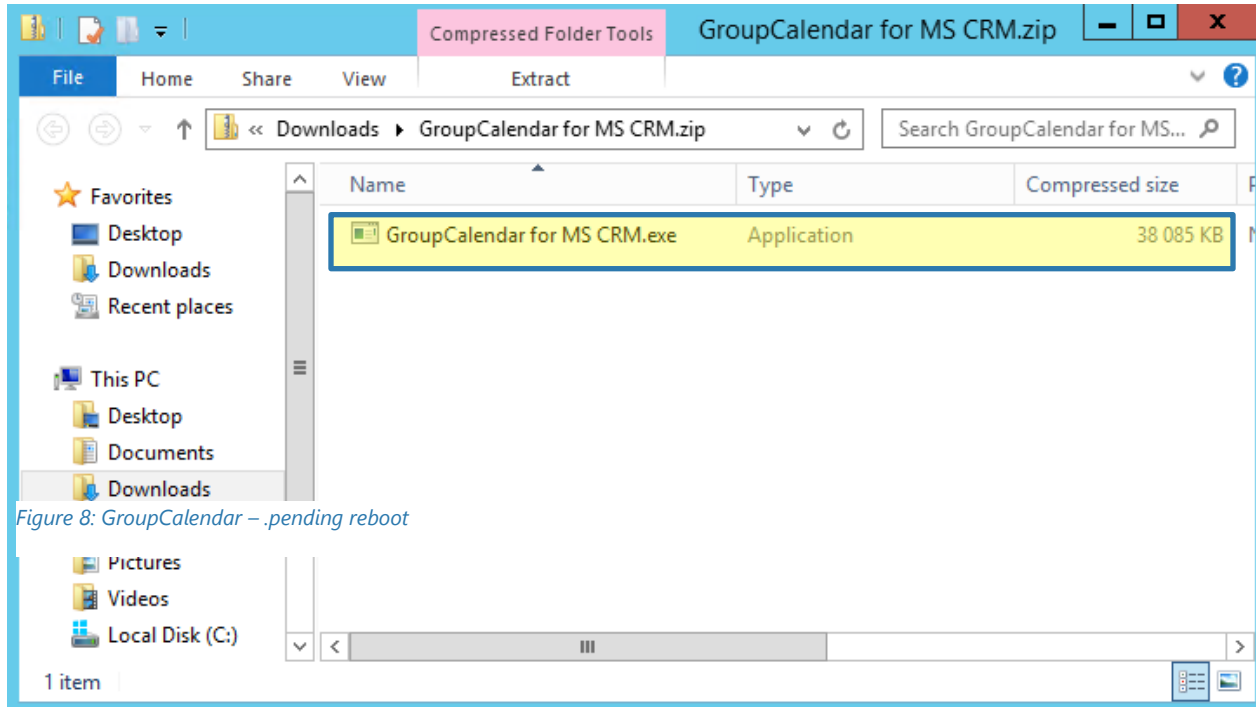 Compressed Folder Tools
GroupCalendar for MS CRM.zip
File Home Share View Extract
« Downloads GroupCalendar for MS CRM.zip
Search GroupCalendar for MS...
Name Type Compressed size
GroupCalendar for MS CRM.exe Application 38 085 KB
Favorites
Desktop
Downloads
Recent places
This PC
Desktop
Documents
Downloads
Figure 8: GroupCalendar – .pending reboot
Pictures
Videos
Local Disk (C:)
1 item